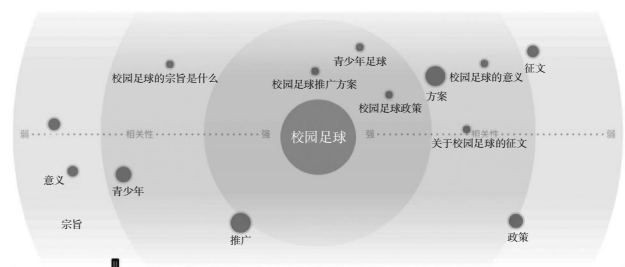 青少年足球
征文
校园足球的宗旨是什么
校园足球推广方案
校园足球的意义
方案
校园足球政策
弱
相关性
强
校园足球
强
相关性
弱
关于校园足球的征文
意义
青少年
宗旨
推广
政策